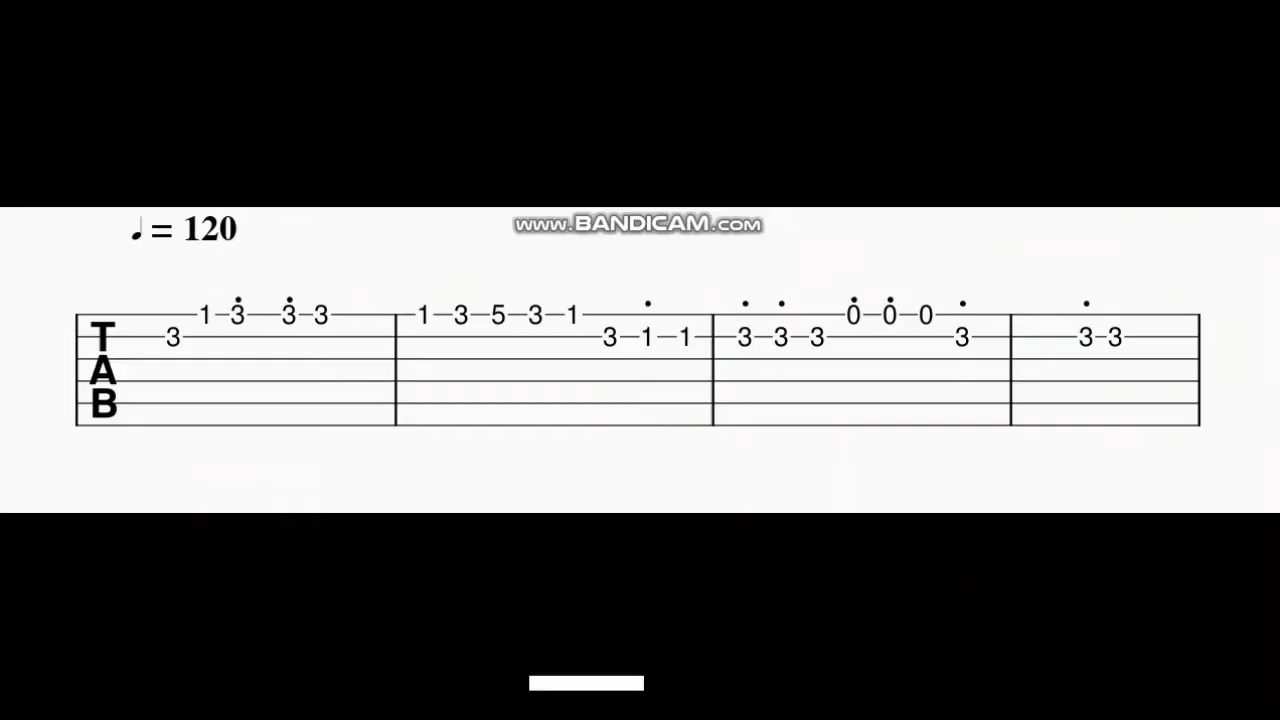 ♩ = 120
www.BANDICAM.com
1 3 3 3 1 3 5 3 1 0 0 0
T 3 3 1 1 3 3 3 3 3 3
A
B